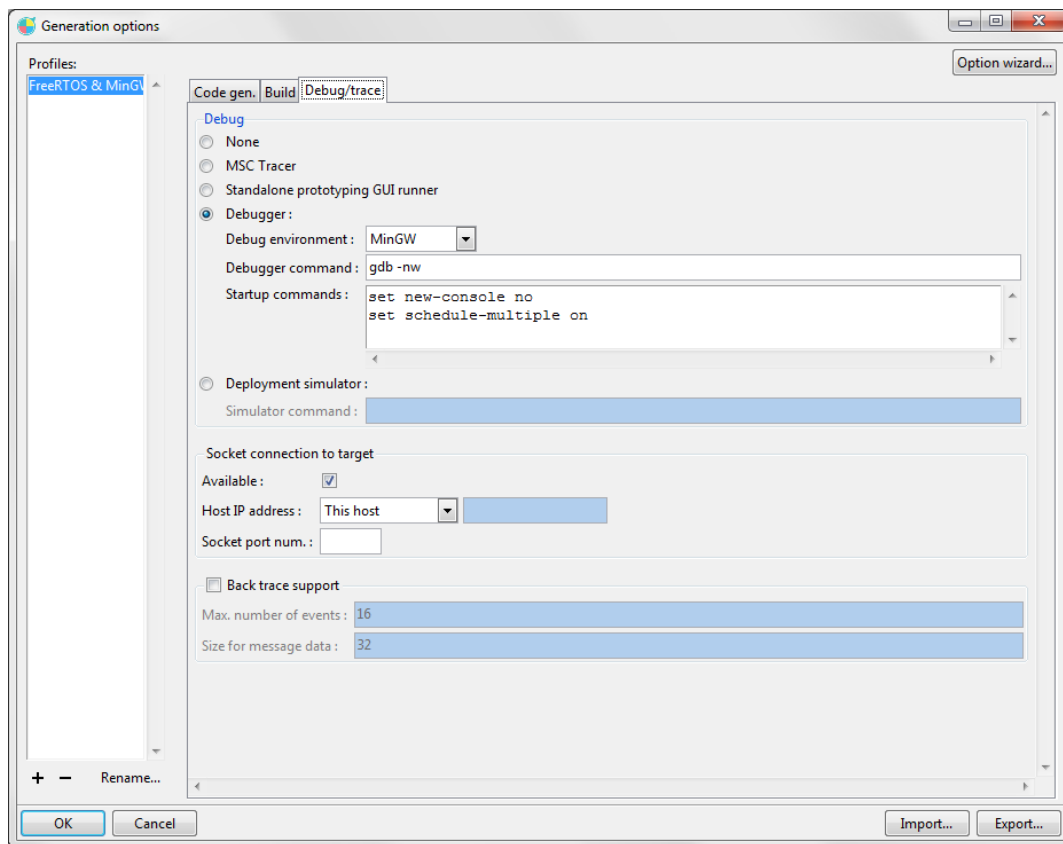 Generation options
Profiles:
Option wizard...
FreeRTOS & MinGW
Code gen. Build Debug/trace
Debug
None
MSC Tracer
Standalone prototyping GUI runner
Debugger :
Debug environment : MinGW
Debugger command : gdb -nw
Startup commands : set new-console no
set schedule-multiple on
Deployment simulator :
Simulator command :
Socket connection to target
Available :
Host IP address : This host
Socket port num. :
Back trace support
Max. number of events : 16
Size for message data : 32
+ − Rename...
OK Cancel Import... Export...